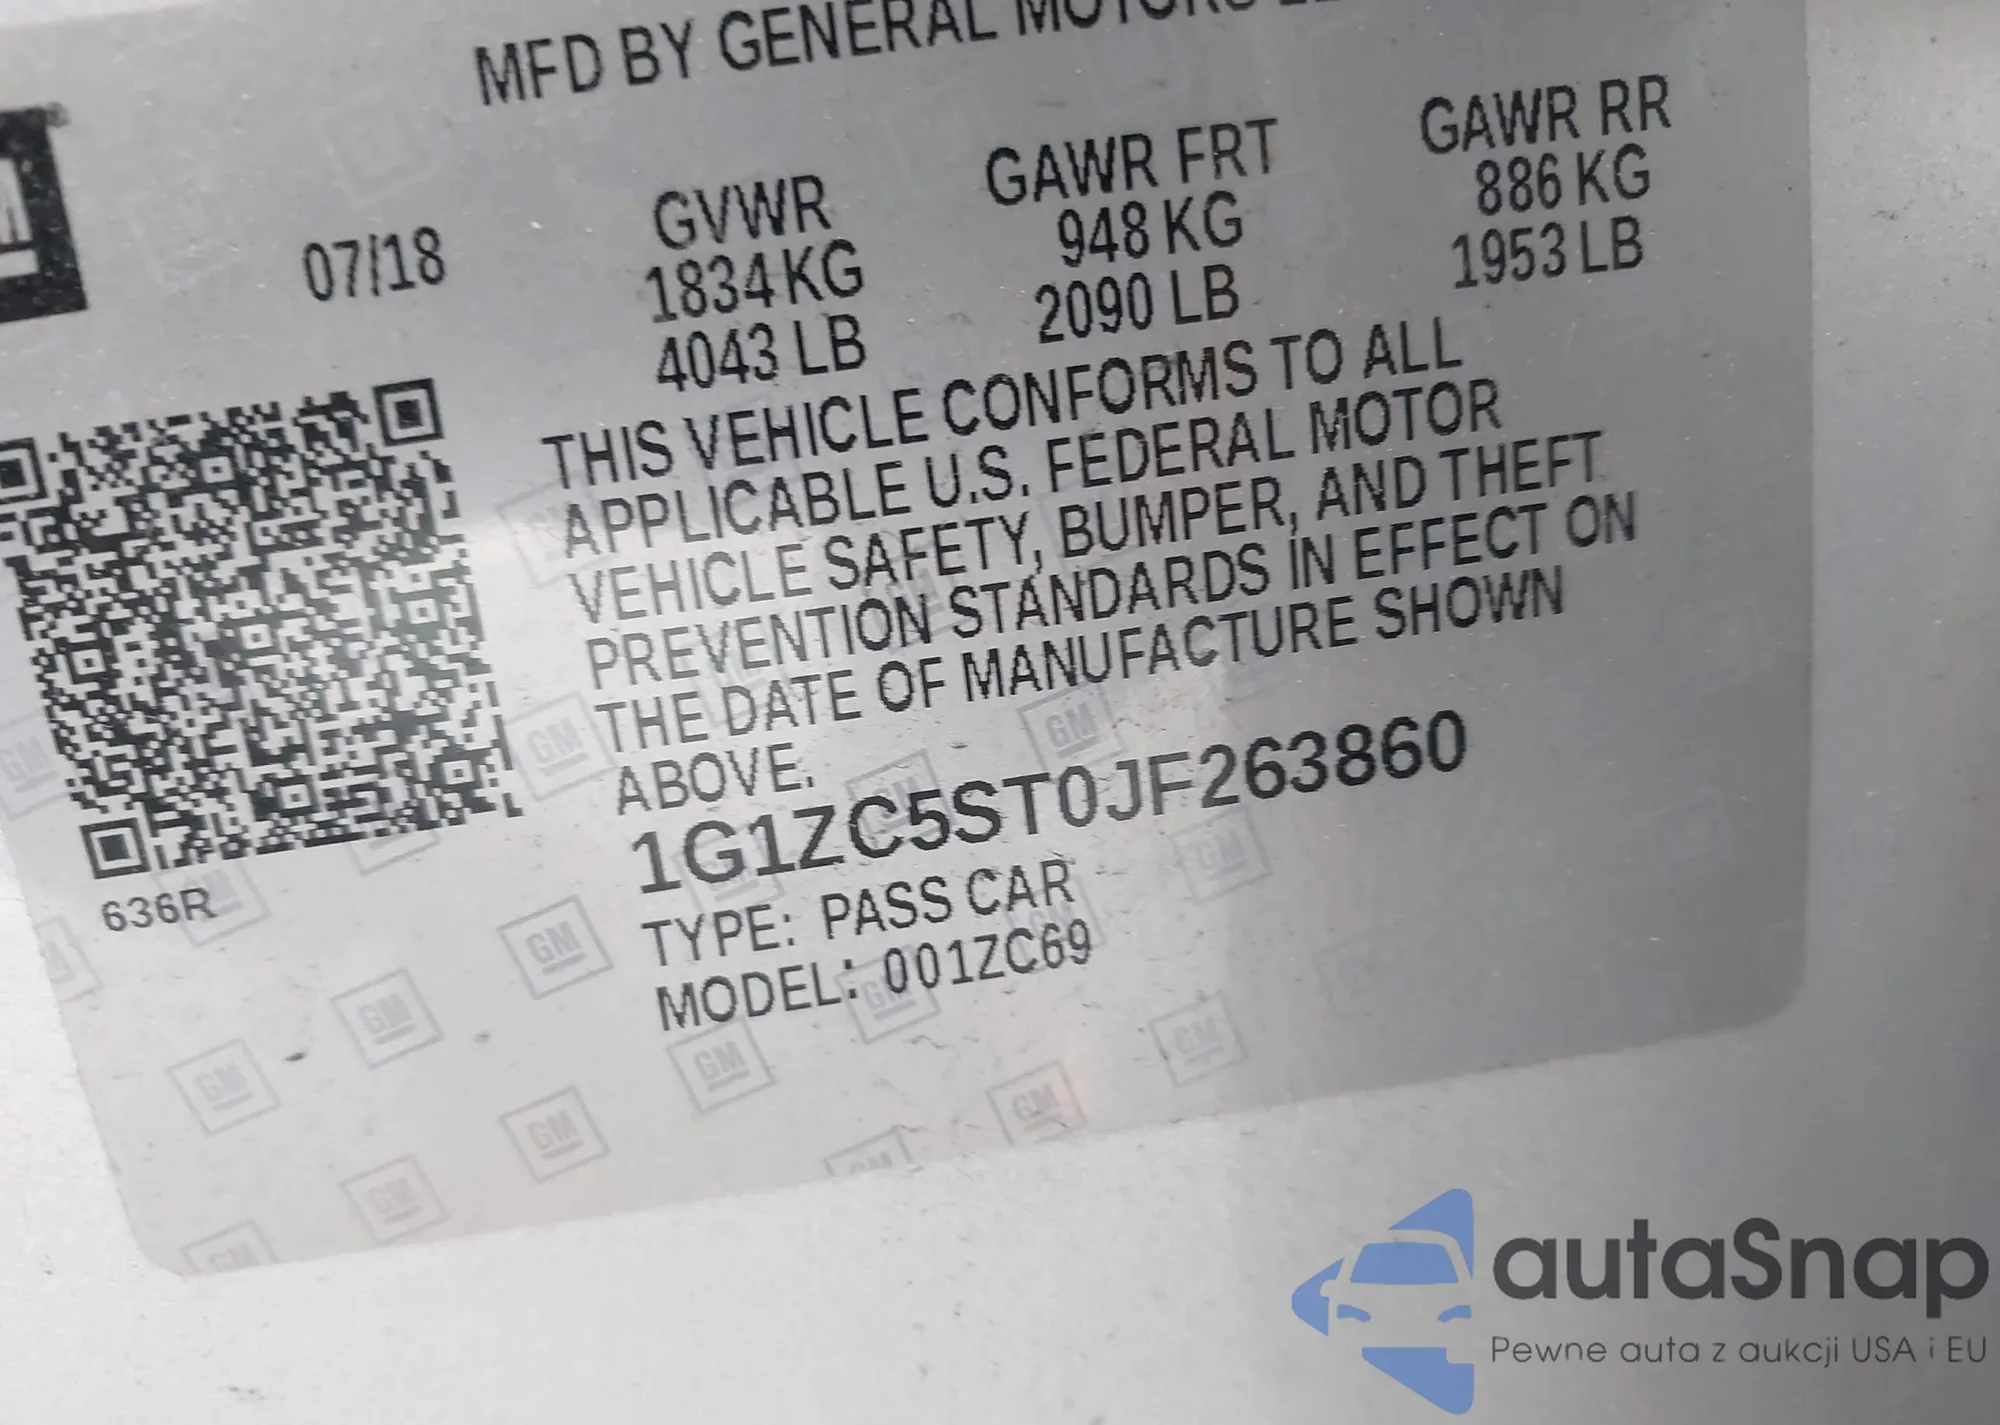 MFD BY GENERAL MOTORS
GAWR RR
GAWR FRT
GVWR
886 KG
948 KG
07/18
1834 KG
1953 LB
2090 LB
4043 LB
THIS VEHICLE CONFORMS TO ALL
APPLICABLE U.S. FEDERAL MOTOR
VEHICLE SAFETY, BUMPER, AND THEFT
PREVENTION STANDARDS IN EFFECT ON
THE DATE OF MANUFACTURE SHOWN
ABOVE.
1G1ZC5ST0JF263860
636R
TYPE: PASS CAR
MODEL: 001ZC69
GM
autaSnap
Pewne auta z aukcji USA i EU